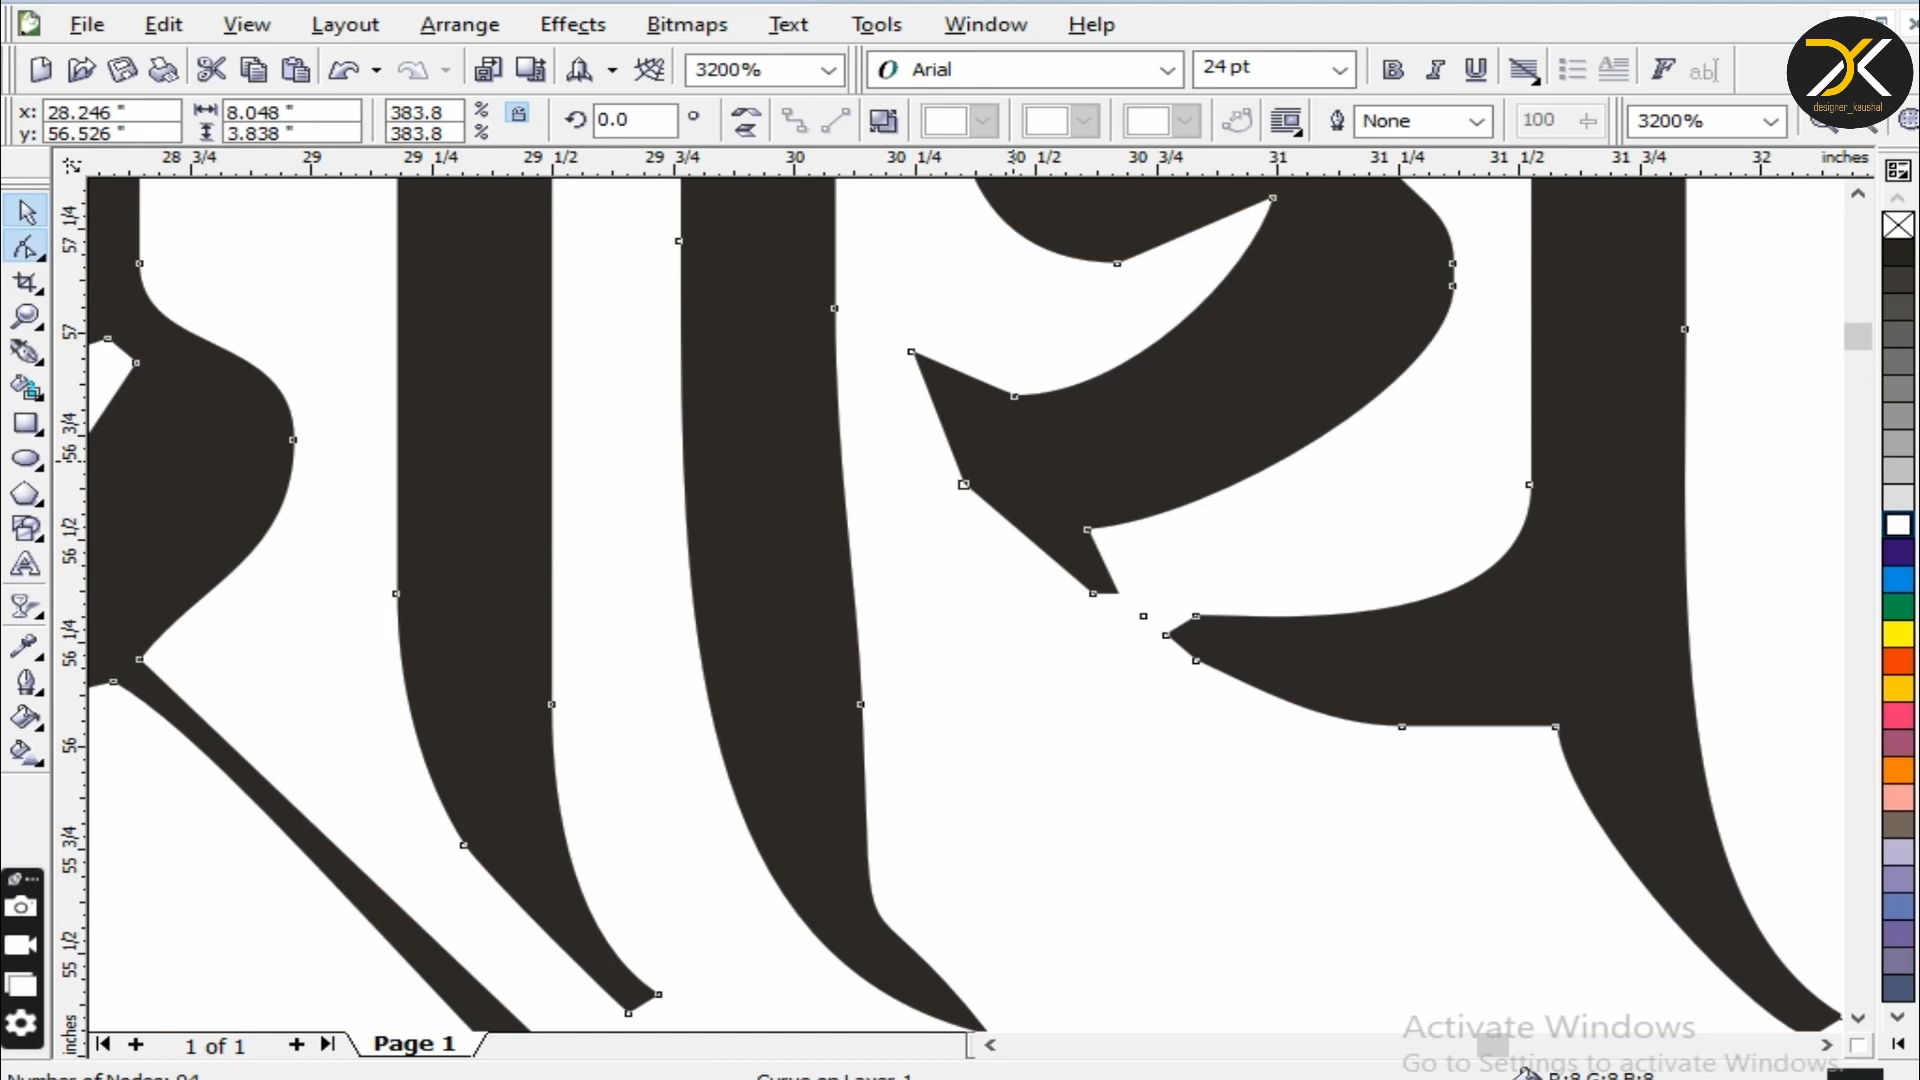 File Edit View Layout Arrange Effects Bitmaps Text Tools Window Help
3200% Arial 24 pt B I U F ab
x: 28.246 " 8.048 " 383.8 % 0.0 ° None 100 3200%
y: 56.526 " 3.838 " 383.8 %
designer_kaushal
28 3/4 29 29 1/4 29 1/2 29 3/4 30 30 1/4 30 1/2 30 3/4 31 31 1/4 31 1/2 31 3/4 32 inches
57 1/4
57
56 3/4
56 1/2
56 1/4
56
55 3/4
55 1/2
inches
Activate Windows
Go to Settings to activate Windows.
1 of 1 Page 1
Curve on Layer 1